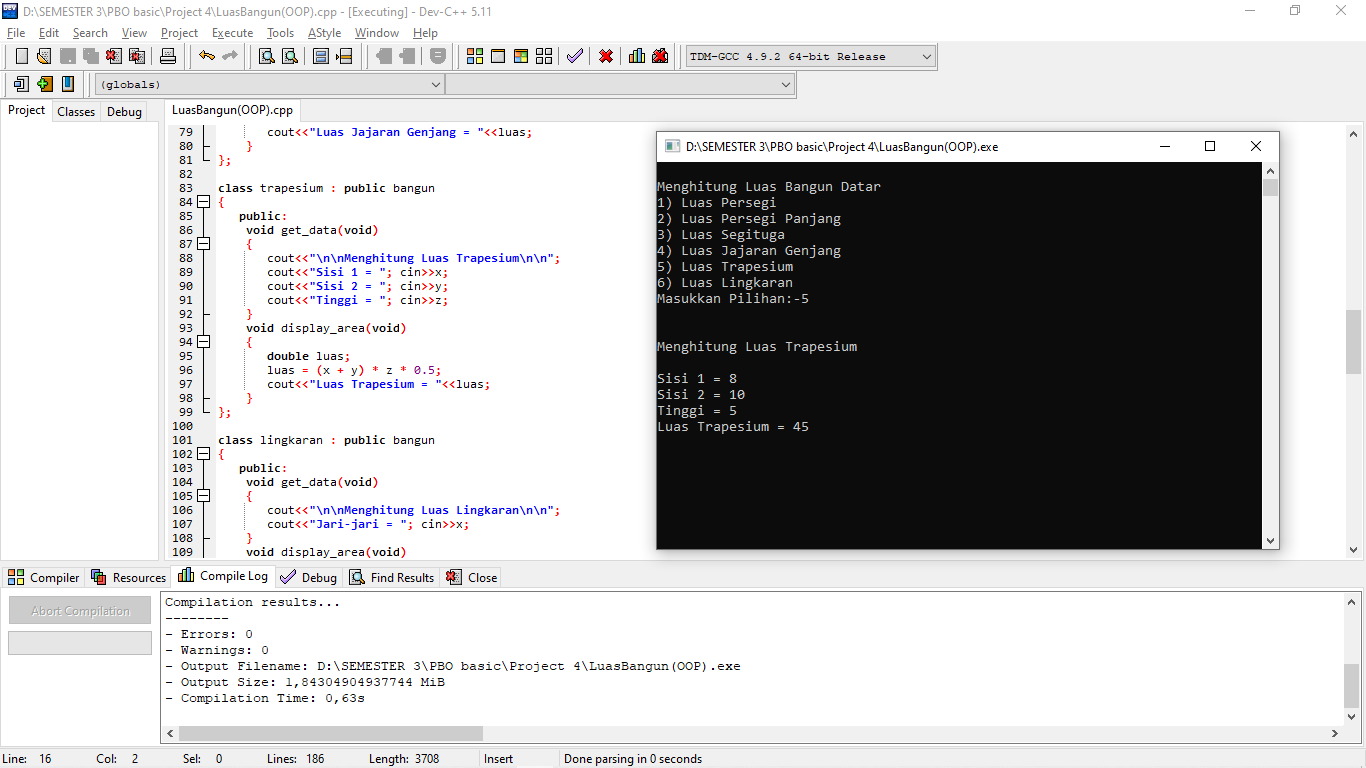 D:\SEMESTER 3\PBO basic\Project 4\LuasBangun(OOP).cpp - [Executing] - Dev-C++ 5.11
File Edit Search View Project Execute Tools AStyle Window Help
TDM-GCC 4.9.2 64-bit Release
(globals)
Project Classes Debug
LuasBangun(OOP).cpp
79 cout<<"Luas Jajaran Genjang = "<<luas;
80 }
81 };
82
83 class trapesium : public bangun
84 {
85 public:
86 void get_data(void)
87 {
88 cout<<"\n\nMenghitung Luas Trapesium\n\n";
89 cout<<"Sisi 1 = "; cin>>x;
90 cout<<"Sisi 2 = "; cin>>y;
91 cout<<"Tinggi = "; cin>>z;
92 }
93 void display_area(void)
94 {
95 double luas;
96 luas = (x + y) * z * 0.5;
97 cout<<"Luas Trapesium = "<<luas;
98 }
99 };
100
101 class lingkaran : public bangun
102 {
103 public:
104 void get_data(void)
105 {
106 cout<<"\n\nMenghitung Luas Lingkaran\n\n";
107 cout<<"Jari-jari = "; cin>>x;
108 }
109 void display_area(void)
D:\SEMESTER 3\PBO basic\Project 4\LuasBangun(OOP).exe
Menghitung Luas Bangun Datar
1) Luas Persegi
2) Luas Persegi Panjang
3) Luas Segituga
4) Luas Jajaran Genjang
5) Luas Trapesium
6) Luas Lingkaran
Masukkan Pilihan:-5
Menghitung Luas Trapesium
Sisi 1 = 8
Sisi 2 = 10
Tinggi = 5
Luas Trapesium = 45
Compiler Resources Compile Log Debug Find Results Close
Abort Compilation
Compilation results...
--------
- Errors: 0
- Warnings: 0
- Output Filename: D:\SEMESTER 3\PBO basic\Project 4\LuasBangun(OOP).exe
- Output Size: 1,84304904937744 MiB
- Compilation Time: 0,63s
Line: 16 Col: 2 Sel: 0 Lines: 186 Length: 3708 Insert Done parsing in 0 seconds